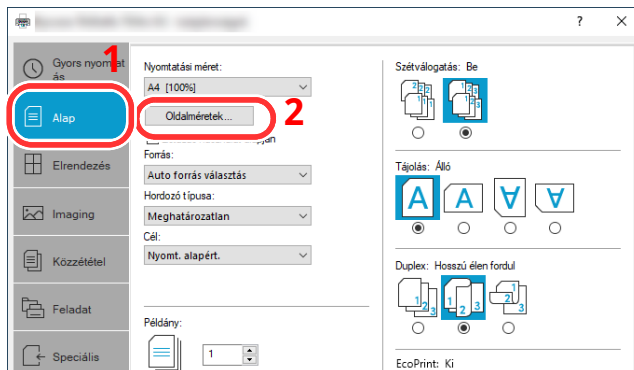 ? ×
Gyors nyomtat
ás
1
Alap
Elrendezés
Imaging
Közzététel
Feladat
Speciális
Nyomtatási méret:
A4 [100%]
Oldalméretek...
2
Forrás:
Auto forrás választás
Hordozó típusa:
Meghatározatlan
Cél:
Nyomt. alapért.
Példány:
1
Szétválogatás: Be
Tájolás: Álló
A A A A
Duplex: Hosszú élen fordul
EcoPrint: Ki